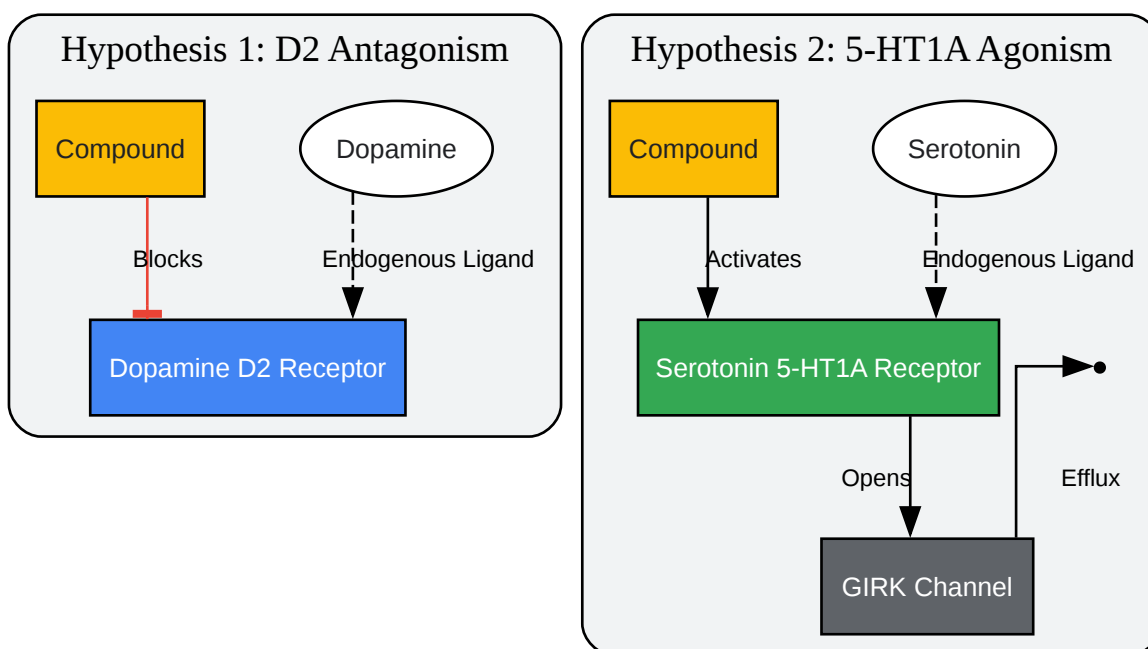 Hypothesis 1: D2 Antagonism
Compound
Dopamine
Blocks
Endogenous Ligand
Dopamine D2 Receptor
Hypothesis 2: 5-HT1A Agonism
Compound
Serotonin
Activates
Endogenous Ligand
Serotonin 5-HT1A Receptor
Opens
Efflux
GIRK Channel